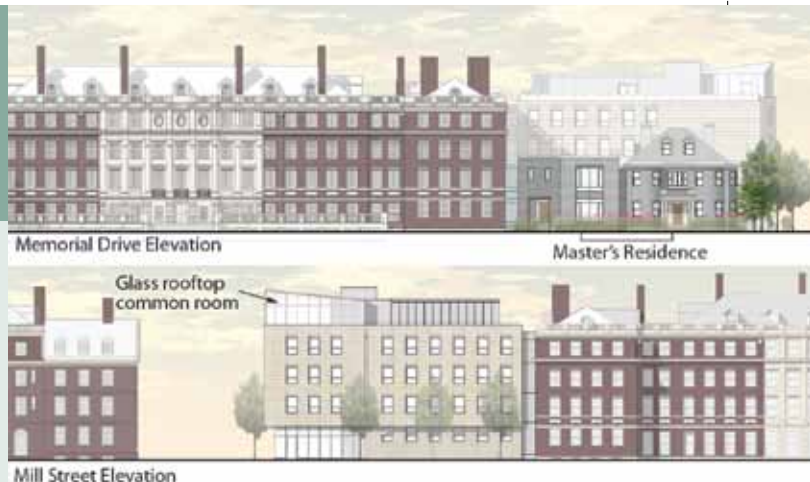 Memorial Drive Elevation
Master's Residence
Glass rooftop
common room
Mill Street Elevation